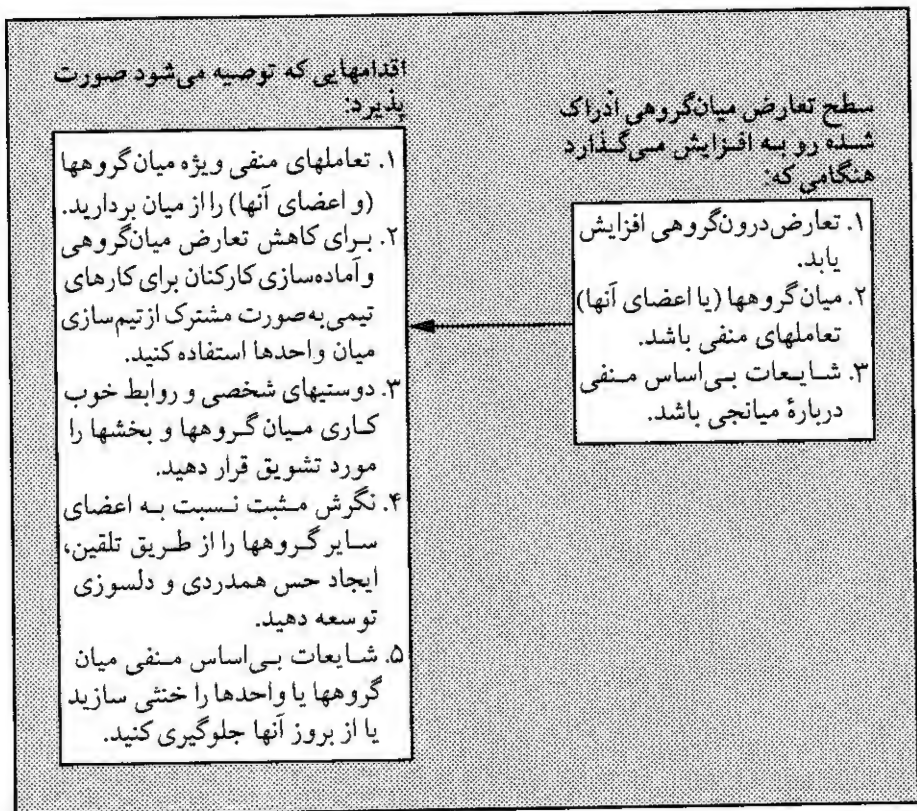 سطح تعارض میان‌گروهی ادراک
شده رو به افزایش می‌گذارد
هنگامی که:
۱. تعارض درون‌گروهی افزایش
یابد.
۲. میان گروهها (یا اعضای آنها)
تعاملهای منفی باشد.
۳. شایعات بی‌اساس منفی
دربارهٔ میانجی باشد.
اقدامهایی که توصیه می‌شود صورت
پذیرد:
۱. تعاملهای منفی ویژه میان گروهها
(و اعضای آنها) را از میان بردارید.
۲. برای کاهش تعارض میان‌گروهی
و آماده‌سازی کارکنان برای کارهای
تیمی به‌صورت مشترک از تیم‌سازی
میان واحدها استفاده کنید.
۳. دوستیهای شخصی و روابط خوب
کاری میان گروهها و بخشها را
مورد تشویق قرار دهید.
۴. نگرش مثبت نسبت به اعضای
سایر گروهها را از طریق تلقین،
ایجاد حس همدردی و دلسوزی
توسعه دهید.
۵. شایعات بی‌اساس منفی میان
گروهها یا واحدها را خنثی سازید
یا از بروز آنها جلوگیری کنید.